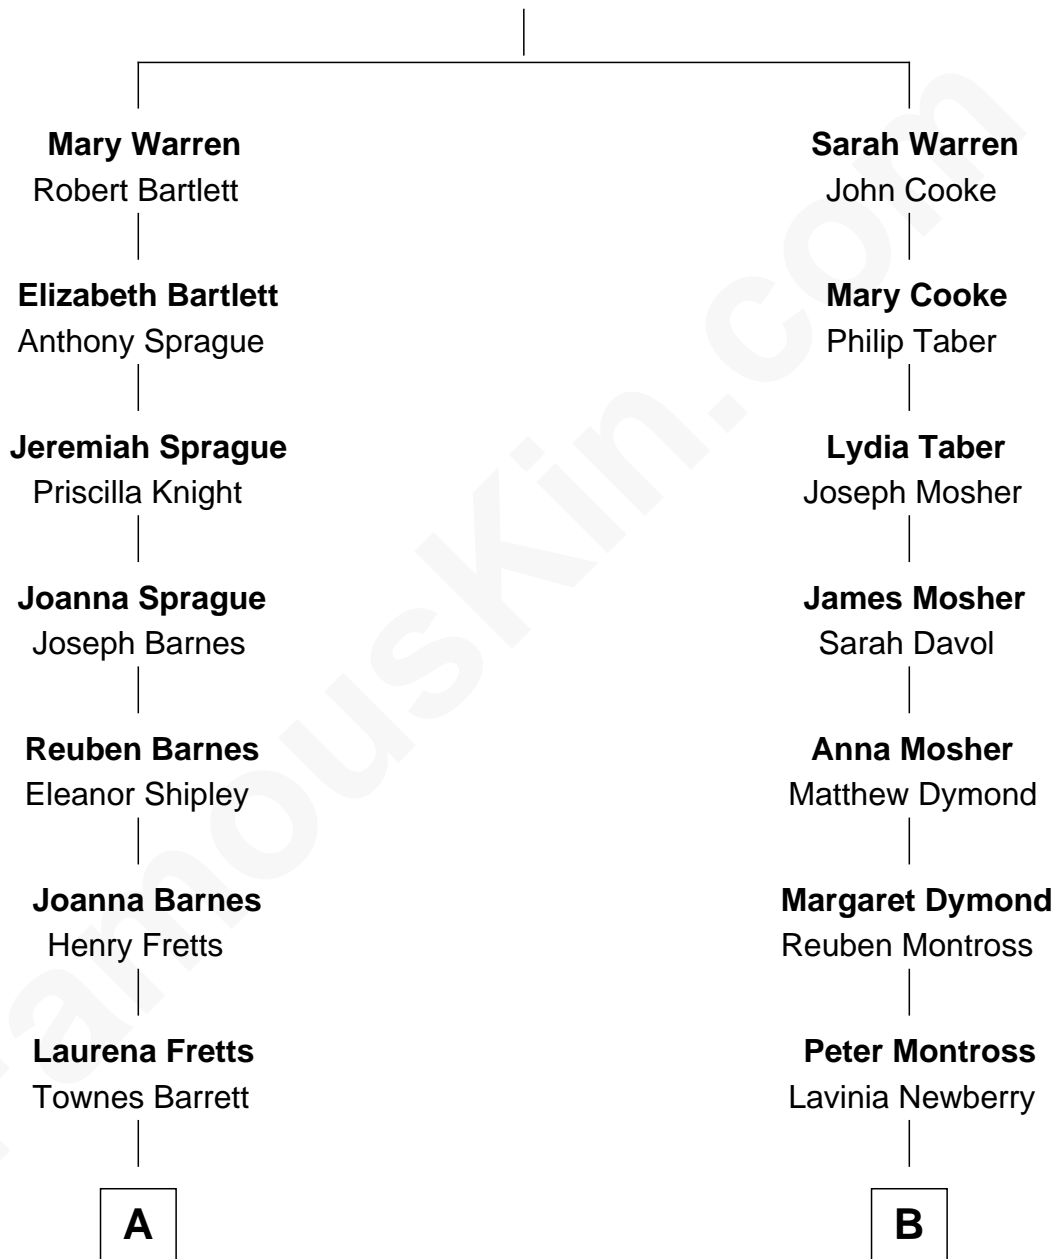 Mary Warren
Robert Bartlett
Elizabeth Bartlett
Anthony Sprague
Jeremiah Sprague
Priscilla Knight
Joanna Sprague
Joseph Barnes
Reuben Barnes
Eleanor Shipley
Joanna Barnes
Henry Fretts
Laurena Fretts
Townes Barrett
A
Sarah Warren
John Cooke
Mary Cooke
Philip Taber
Lydia Taber
Joseph Mosher
James Mosher
Sarah Davol
Anna Mosher
Matthew Dymond
Margaret Dymond
Reuben Montross
Peter Montross
Lavinia Newberry
B
FamousKin.com